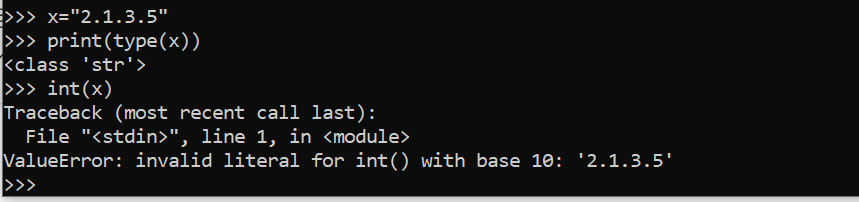 >>> x="2.1.3.5"
>>> print(type(x))
<class 'str'>
>>> int(x)
Traceback (most recent call last):
  File "<stdin>", line 1, in <module>
ValueError: invalid literal for int() with base 10: '2.1.3.5'
>>>